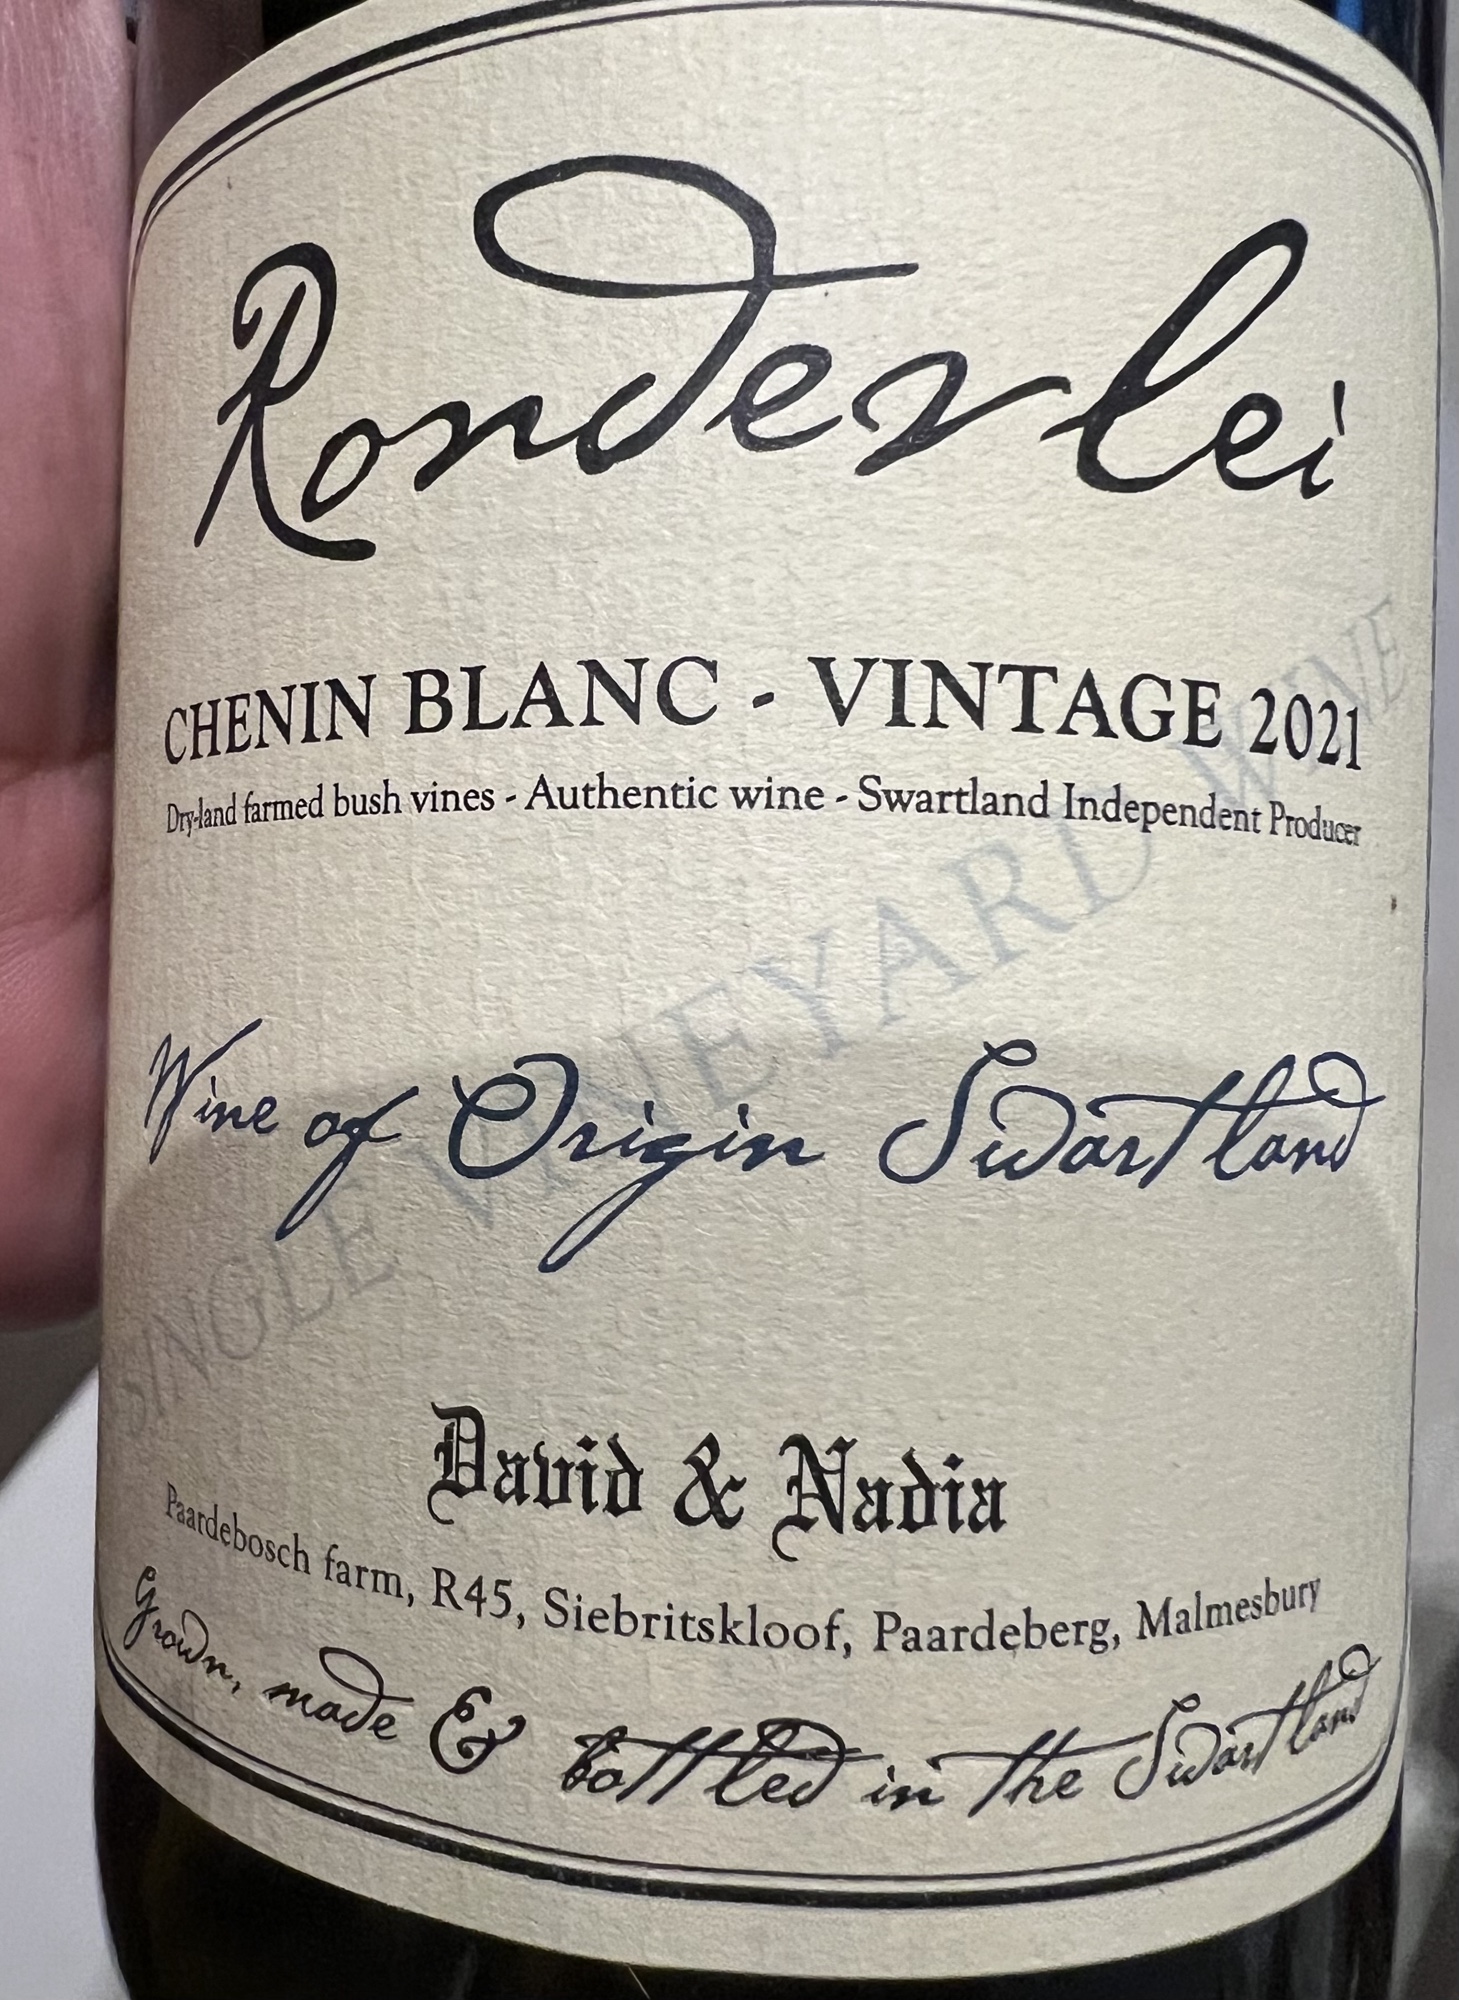 Rondevlei
CHENIN BLANC - VINTAGE 2021
Dry-land farmed bush vines - Authentic wine - Swartland Independent Producer
SINGLE VINEYARD WINE
Wine of Origin Swartland
David & Nadia
Paardebosch farm, R45, Siebritskloof, Paardeberg, Malmesbury
Grown, made & bottled in the Swartland